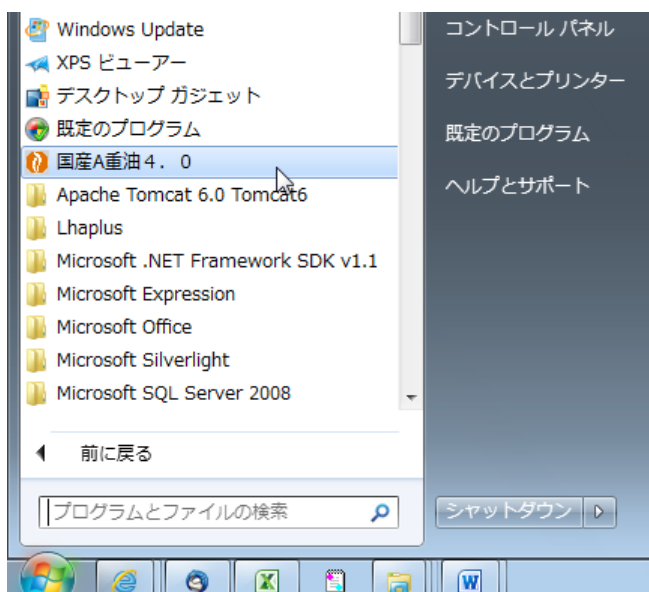 Windows Update
XPS ビューアー
デスクトップ ガジェット
既定のプログラム
国産A重油４．０
Apache Tomcat 6.0 Tomcat6
Lhaplus
Microsoft .NET Framework SDK v1.1
Microsoft Expression
Microsoft Office
Microsoft Silverlight
Microsoft SQL Server 2008
前に戻る
プログラムとファイルの検索
コントロール パネル
デバイスとプリンター
既定のプログラム
ヘルプとサポート
シャットダウン